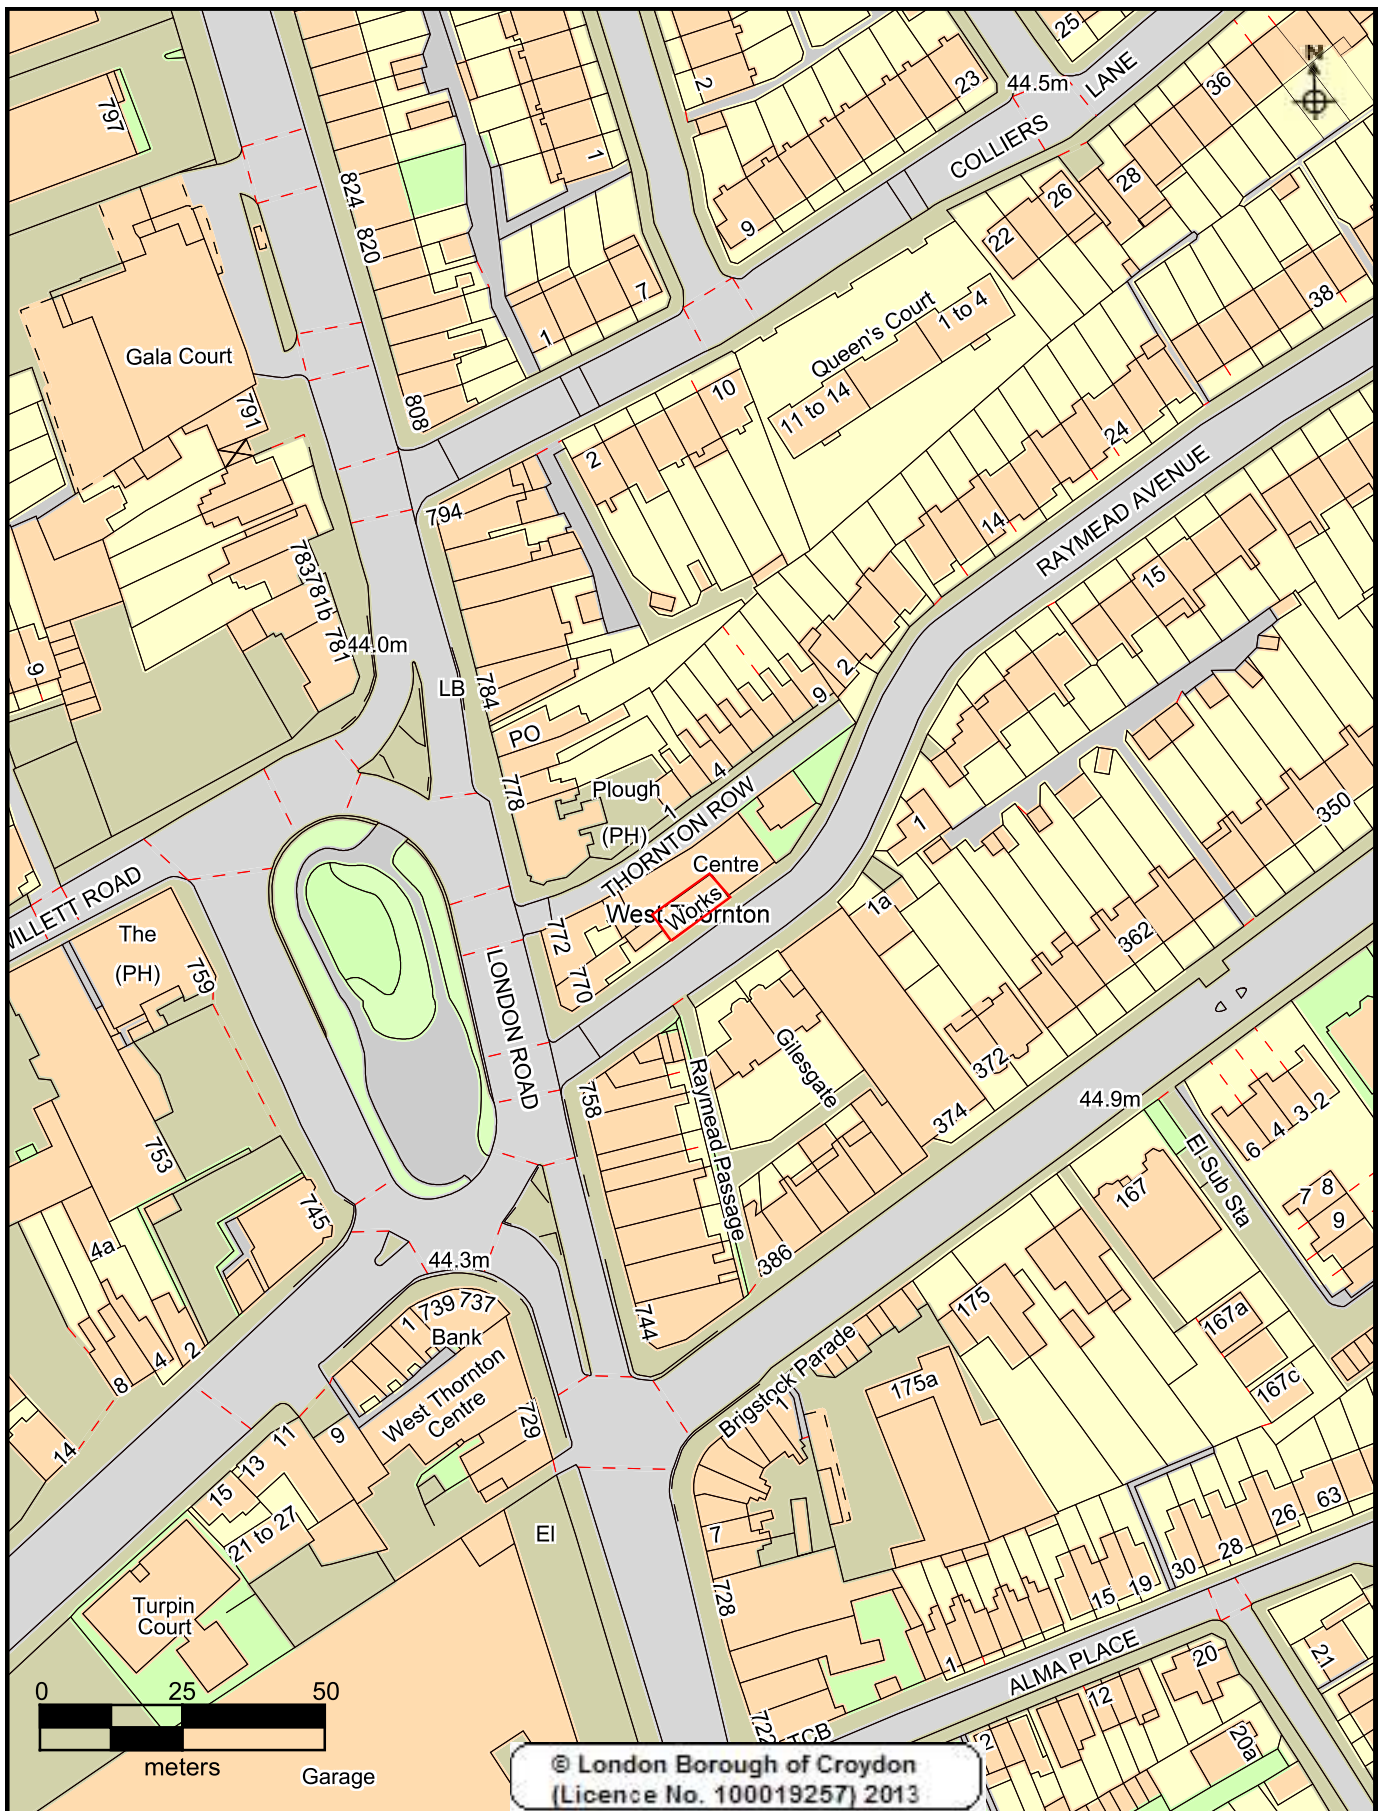 25
LANE
44.5m
N
36
797
2
23
COLLIERS
1
824
26
28
9
22
820
7
38
1
Queen's Court
1 to 4
Gala Court
791
808
10
11 to 14
2
24
RAYMEAD AVENUE
794
14
783
781b
781
15
44.0m
9
LB
784
2
9
PO
778
Plough
(PH)
4
1
THORNTON ROW
1
350
Centre
West Thornton
Works
WILLETT ROAD
The
(PH)
759
772
770
1a
362
LONDON ROAD
Gilesgate
372
374
758
Raymead Passage
44.9m
El Sub Sta
6
4
3
2
753
745
4a
167
7
8
9
44.3m
386
744
175
167a
1
739
737
Bank
West Thornton
Centre
729
Brigstock Parade
1
175a
167c
8
4
2
14
11
9
13
15
21 to 27
El
7
728
26
63
28
30
15
19
Turpin
Court
1
ALMA PLACE
20
21
12
722
TCB
2
20a
0
25
50
meters
Garage
© London Borough of Croydon
(Licence No. 100019257) 2013